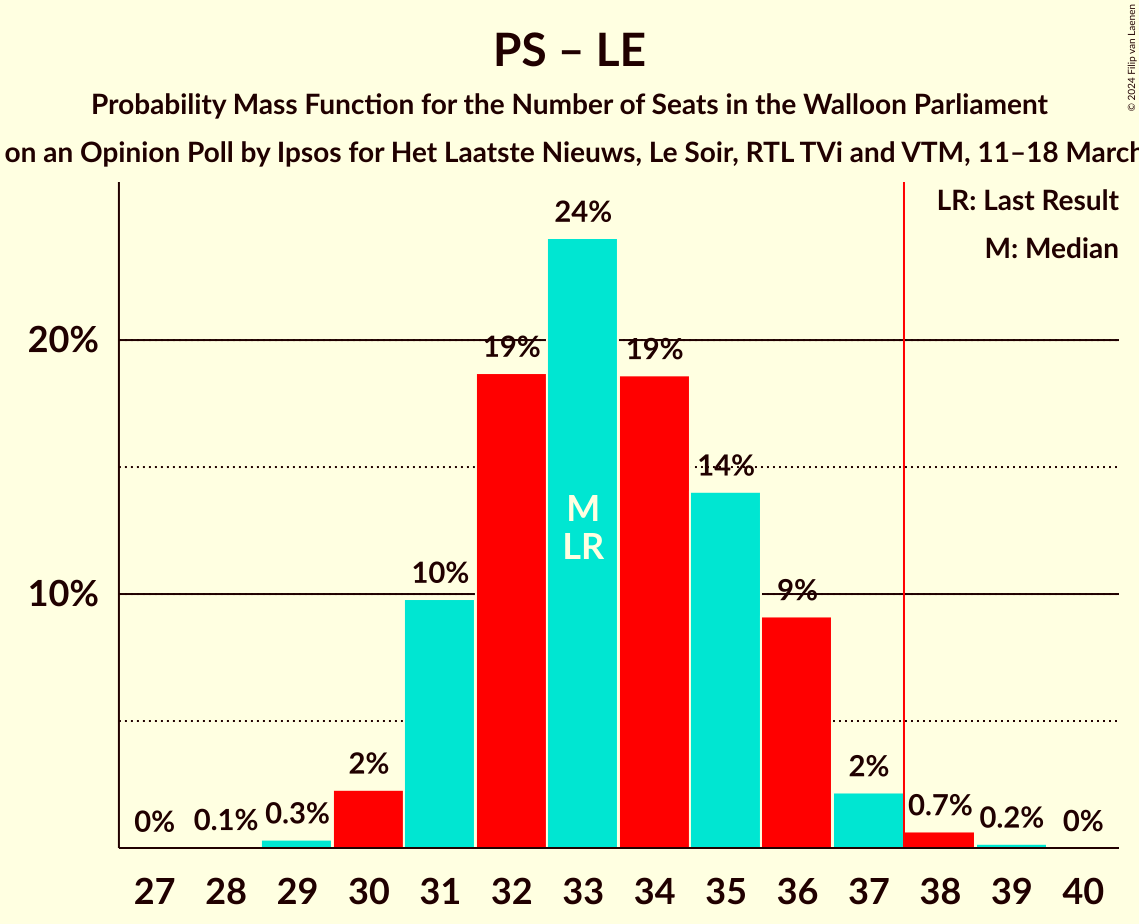 PS – LE
Probability Mass Function for the Number of Seats in the Walloon Parliament
on an Opinion Poll by Ipsos for Het Laatste Nieuws, Le Soir, RTL TVi and VTM, 11–18 March
© 2024 Filip van Laenen
LR: Last Result
M: Median
20%
10%
0%
0.1%
0.3%
2%
10%
19%
24%
19%
14%
9%
2%
0.7%
0.2%
0%
M
LR
27 28 29 30 31 32 33 34 35 36 37 38 39 40